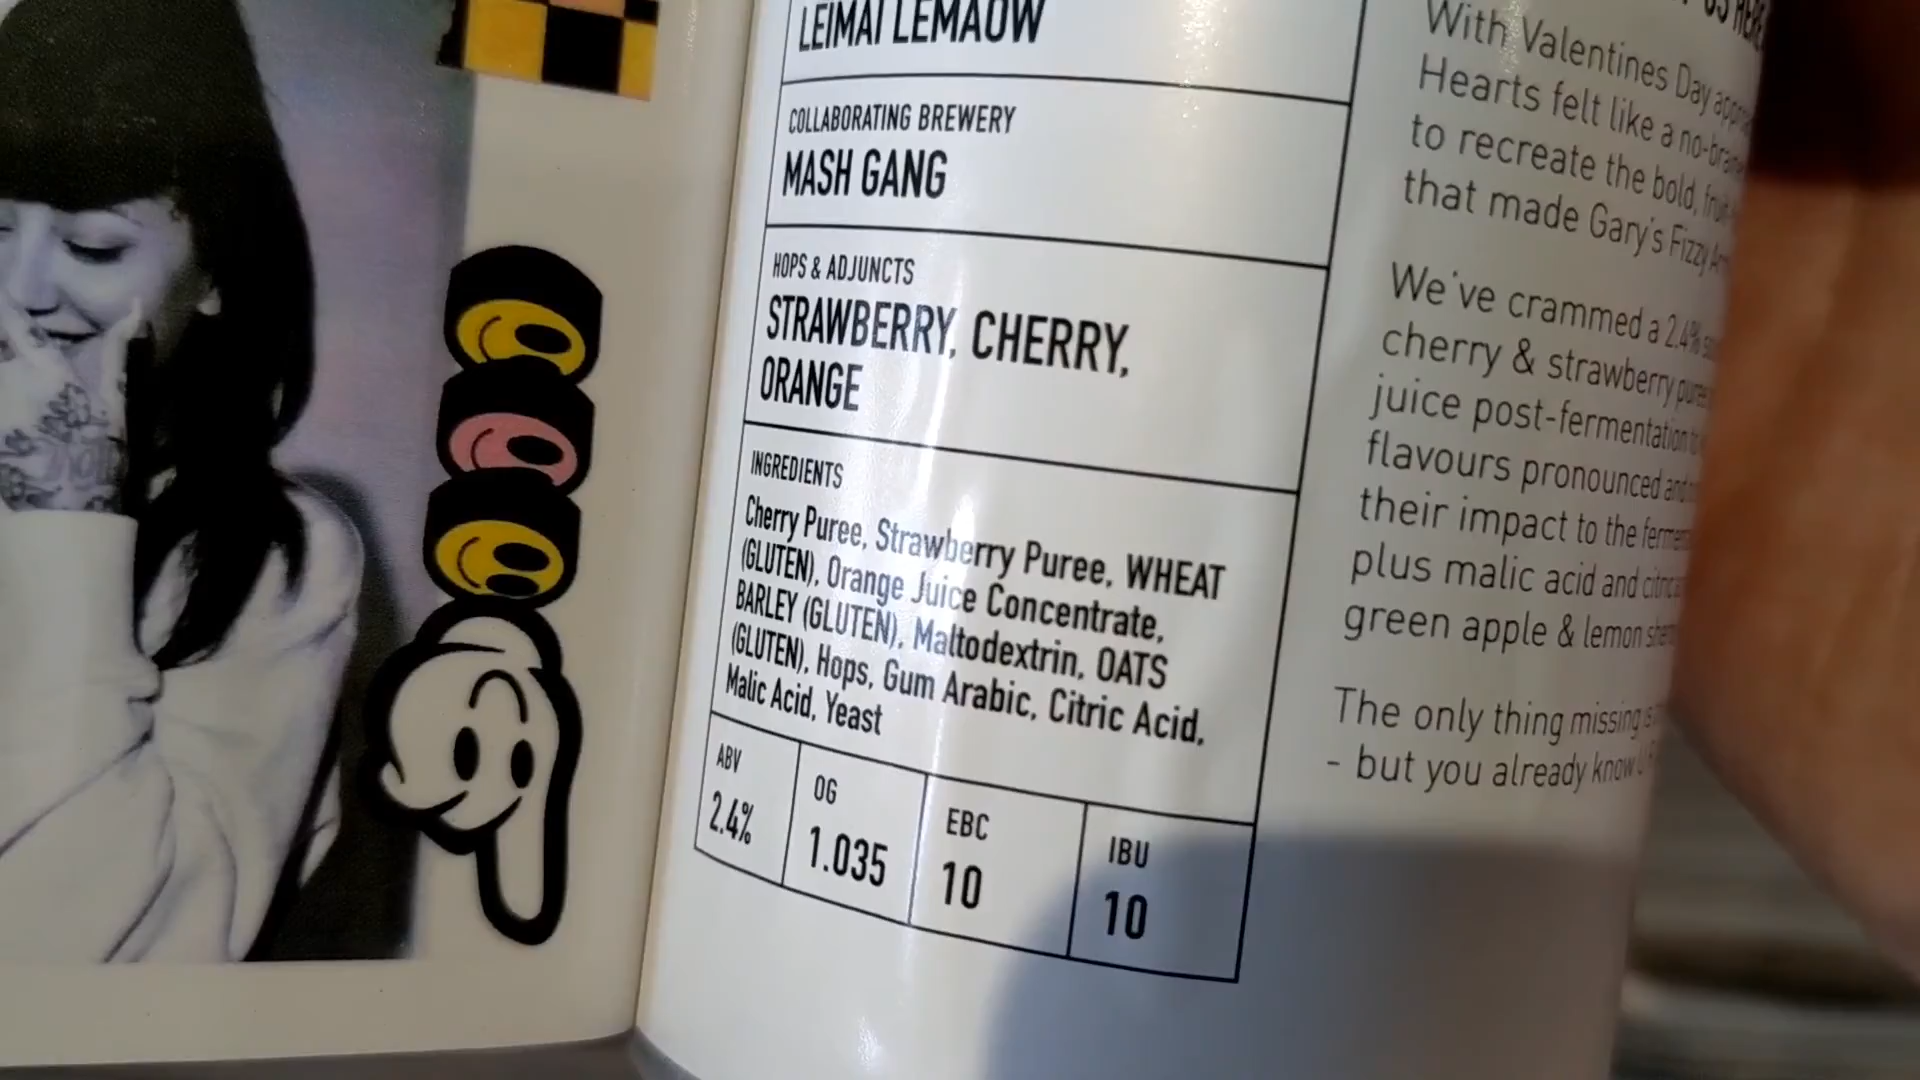 LEIMAI LEMAOW
COLLABORATING BREWERY
MASH GANG
HOPS & ADJUNCTS
STRAWBERRY, CHERRY,
ORANGE
INGREDIENTS
Cherry Puree, Strawberry Puree, WHEAT
(GLUTEN), Orange Juice Concentrate,
BARLEY (GLUTEN), Maltodextrin, OATS
(GLUTEN), Hops, Gum Arabic, Citric Acid,
Malic Acid, Yeast
ABV
2.4%
OG
1.035
EBC
10
IBU
10
HERE
With Valentines Day
Hearts felt like a
to recreate the bold,
that made Gary's Fizzy
We've crammed a 2.4%
cherry & strawberry
juice post-fermentation
flavours pronounced and
their impact to the
plus malic acid and
green apple & lemon
The only thing missing
- but you already know